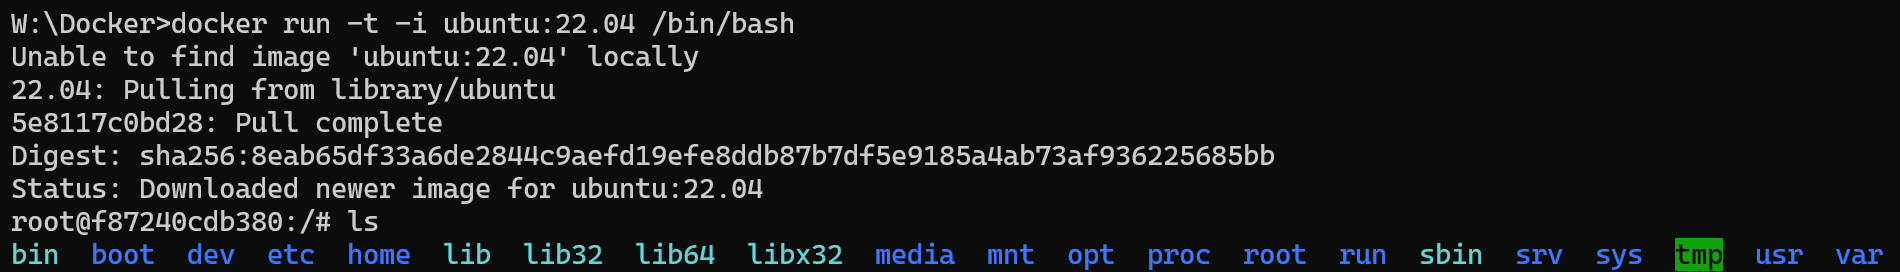 W:\Docker>docker run -t -i ubuntu:22.04 /bin/bash
Unable to find image 'ubuntu:22.04' locally
22.04: Pulling from library/ubuntu
5e8117c0bd28: Pull complete
Digest: sha256:8eab65df33a6de2844c9aefd19efe8ddb87b7df5e9185a4ab73af936225685bb
Status: Downloaded newer image for ubuntu:22.04
root@f87240cdb380:/# ls
bin  boot  dev  etc  home  lib  lib32  lib64  libx32  media  mnt  opt  proc  root  run  sbin  srv  sys  tmp  usr  var